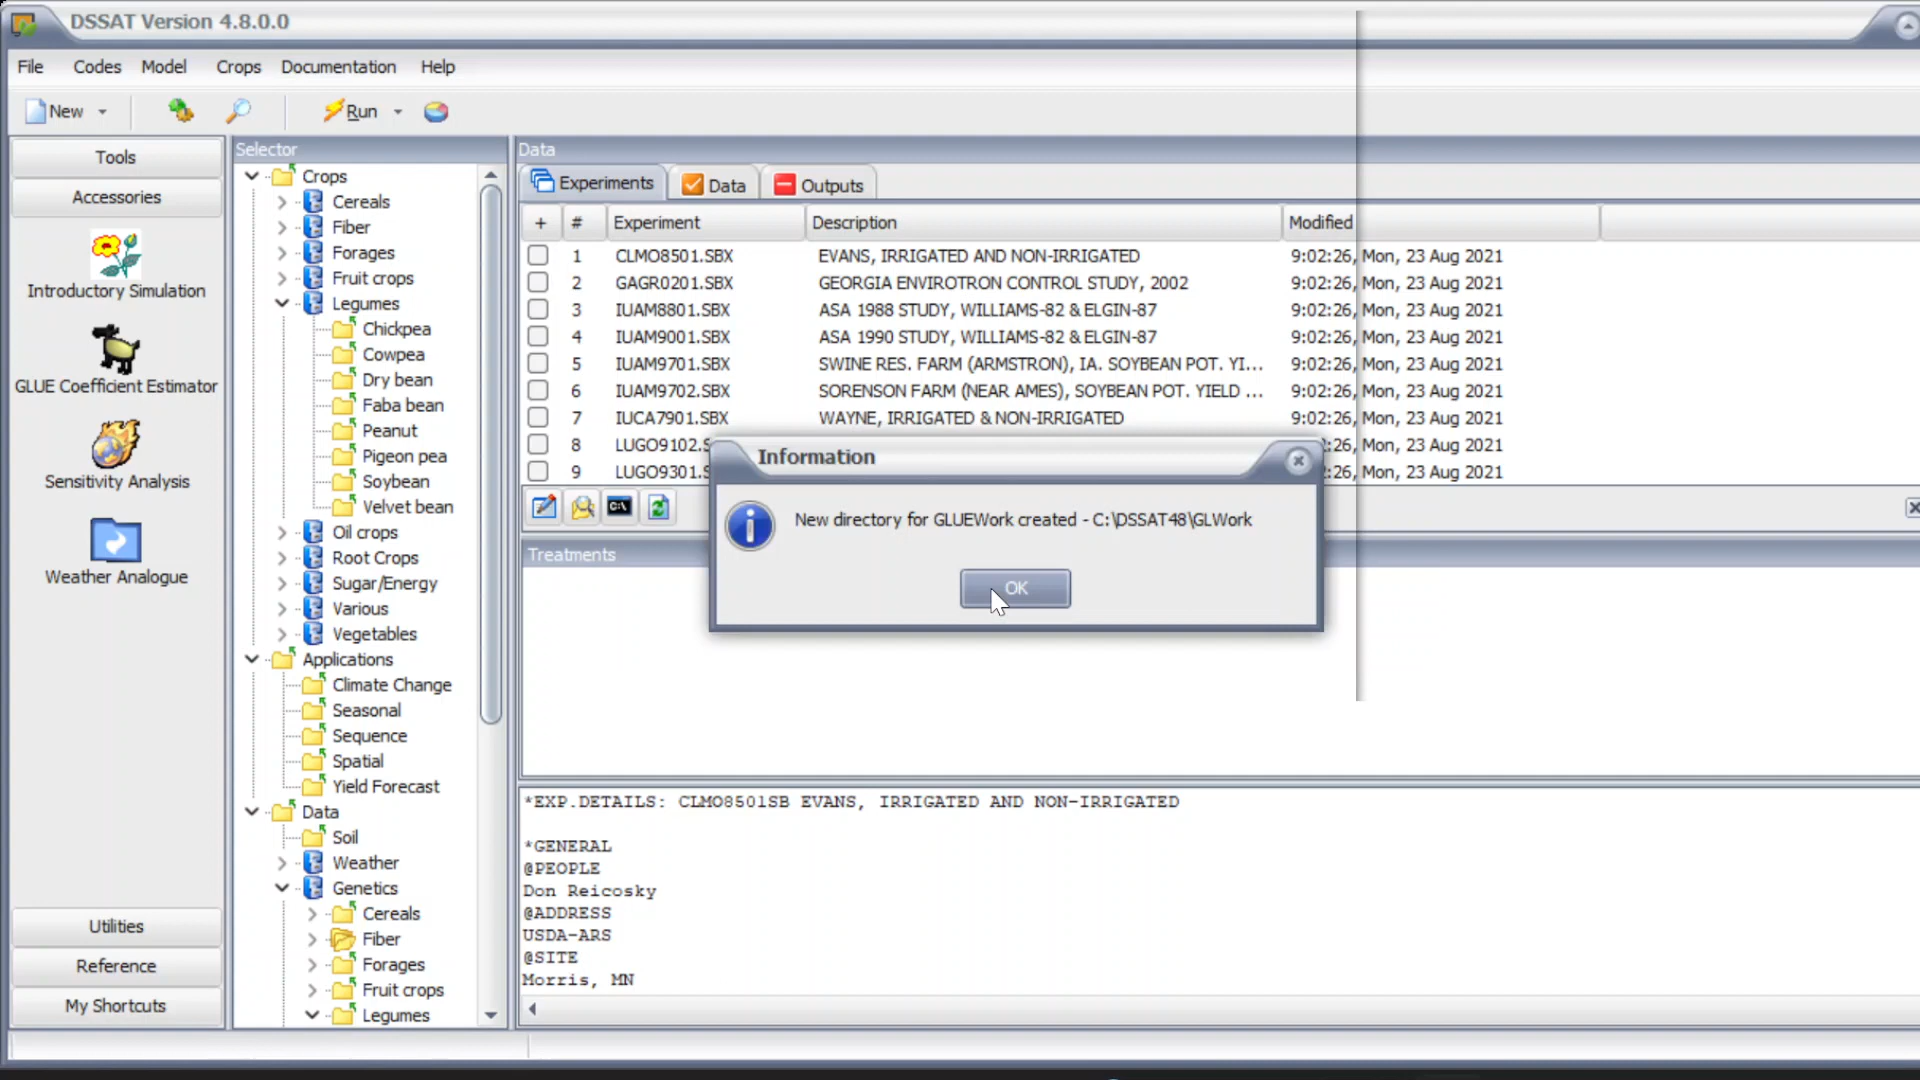 DSSAT Version 4.8.0.0
File Codes Model Crops Documentation Help
New Run
Tools
Accessories
Introductory Simulation
GLUE Coefficient Estimator
Sensitivity Analysis
Weather Analogue
Utilities
Reference
My Shortcuts
Selector
Crops
Cereals
Fiber
Forages
Fruit crops
Legumes
Chickpea
Cowpea
Dry bean
Faba bean
Peanut
Pigeon pea
Soybean
Velvet bean
Oil crops
Root Crops
Sugar/Energy
Various
Vegetables
Applications
Climate Change
Seasonal
Sequence
Spatial
Yield Forecast
Data
Soil
Weather
Genetics
Cereals
Fiber
Forages
Fruit crops
Legumes
Data
Experiments Data Outputs
+ # Experiment Description Modified
1 CLMO8501.SBX EVANS, IRRIGATED AND NON-IRRIGATED 9:02:26, Mon, 23 Aug 2021
2 GAGR0201.SBX GEORGIA ENVIROTRON CONTROL STUDY, 2002 9:02:26, Mon, 23 Aug 2021
3 IUAM8801.SBX ASA 1988 STUDY, WILLIAMS-82 & ELGIN-87 9:02:26, Mon, 23 Aug 2021
4 IUAM9001.SBX ASA 1990 STUDY, WILLIAMS-82 & ELGIN-87 9:02:26, Mon, 23 Aug 2021
5 IUAM9701.SBX SWINE RES. FARM (ARMSTRON), IA. SOYBEAN POT. YI... 9:02:26, Mon, 23 Aug 2021
6 IUAM9702.SBX SORENSON FARM (NEAR AMES), SOYBEAN POT. YIELD ... 9:02:26, Mon, 23 Aug 2021
7 IUCA7901.SBX WAYNE, IRRIGATED & NON-IRRIGATED 9:02:26, Mon, 23 Aug 2021
8 LUGO9102.S :26, Mon, 23 Aug 2021
9 LUGO9301.S :26, Mon, 23 Aug 2021
C:\
Information
New directory for GLUEWork created - C:\DSSAT48\GLWork
OK
Treatments
*EXP.DETAILS: CLMO8501SB EVANS, IRRIGATED AND NON-IRRIGATED
*GENERAL
@PEOPLE
Don Reicosky
@ADDRESS
USDA-ARS
@SITE
Morris, MN